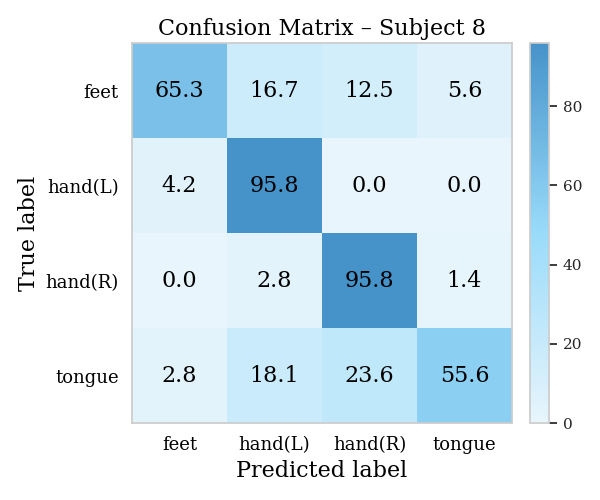 Confusion Matrix – Subject 8
feet 65.3 16.7 12.5 5.6
hand(L) 4.2 95.8 0.0 0.0
hand(R) 0.0 2.8 95.8 1.4
tongue 2.8 18.1 23.6 55.6
feet hand(L) hand(R) tongue
Predicted label
True label
80
60
40
20
0